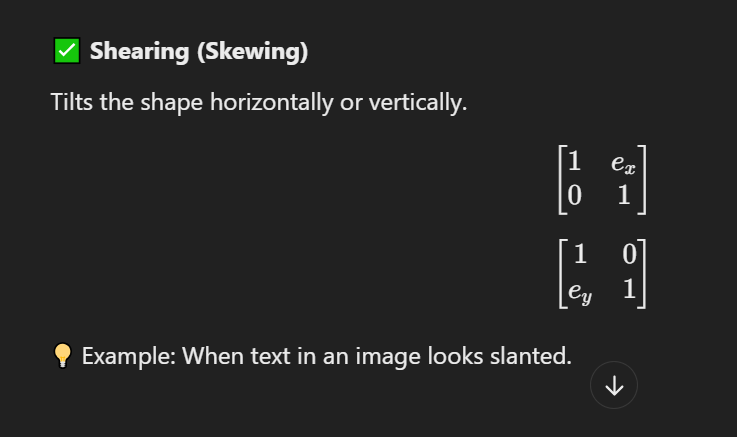 ✅ Shearing (Skewing)
Tilts the shape horizontally or vertically.
[1 eₓ]
[0 1]
[1 0]
[e_y 1]
💡 Example: When text in an image looks slanted.